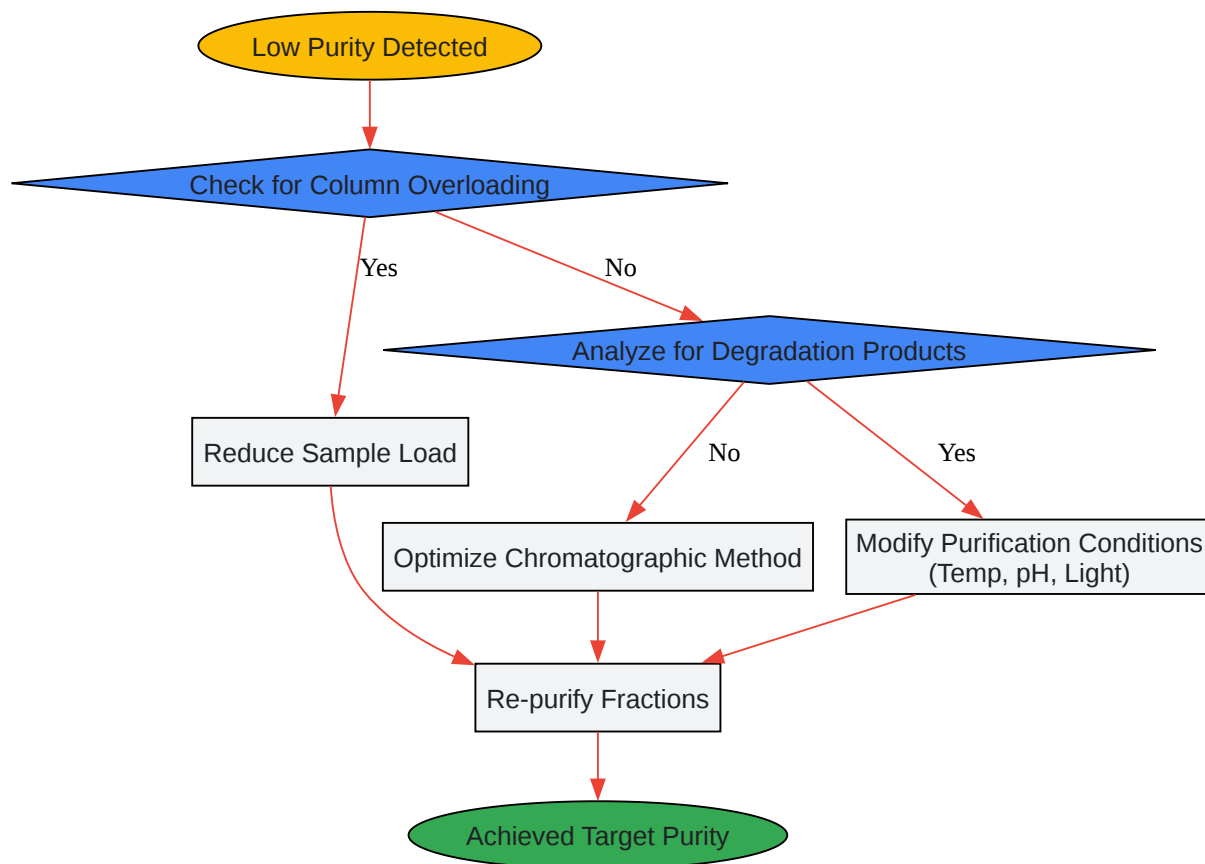 Low Purity Detected
Check for Column Overloading
Yes
No
Analyze for Degradation Products
Reduce Sample Load
No
Yes
Optimize Chromatographic Method
Modify Purification Conditions
(Temp, pH, Light)
Re-purify Fractions
Achieved Target Purity